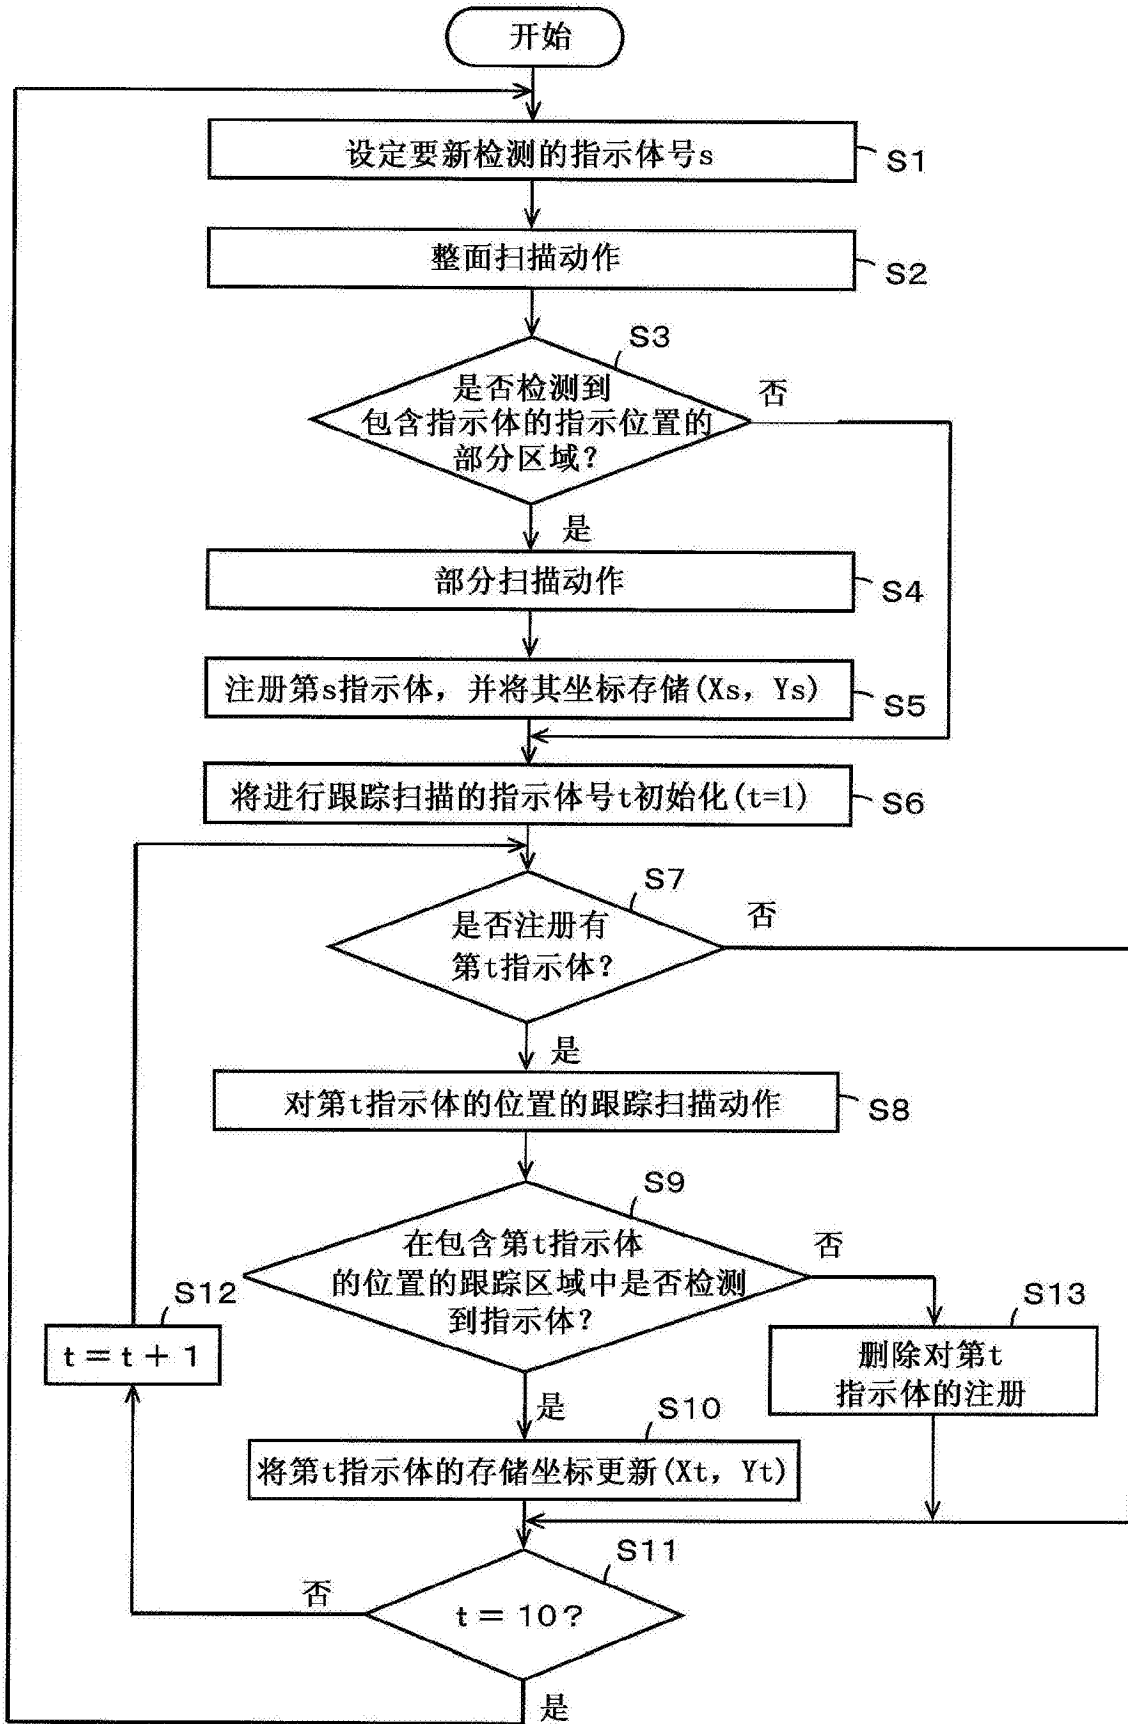 开始
设定要新检测的指示体号s
S1
整面扫描动作
S2
S3
是否检测到
包含指示体的指示位置的
部分区域？
否
是
部分扫描动作
S4
注册第s指示体，并将其坐标存储(Xs, Ys)
S5
将进行跟踪扫描的指示体号t初始化(t=1)
S6
S7
是否注册有
第t指示体？
否
是
对第t指示体的位置的跟踪扫描动作
S8
S9
在包含第t指示体
的位置的跟踪区域中是否检测
到指示体？
否
S12
t＝t＋1
S13
删除对第t
指示体的注册
是
S10
将第t指示体的存储坐标更新(Xt, Yt)
S11
否
t＝10？
是